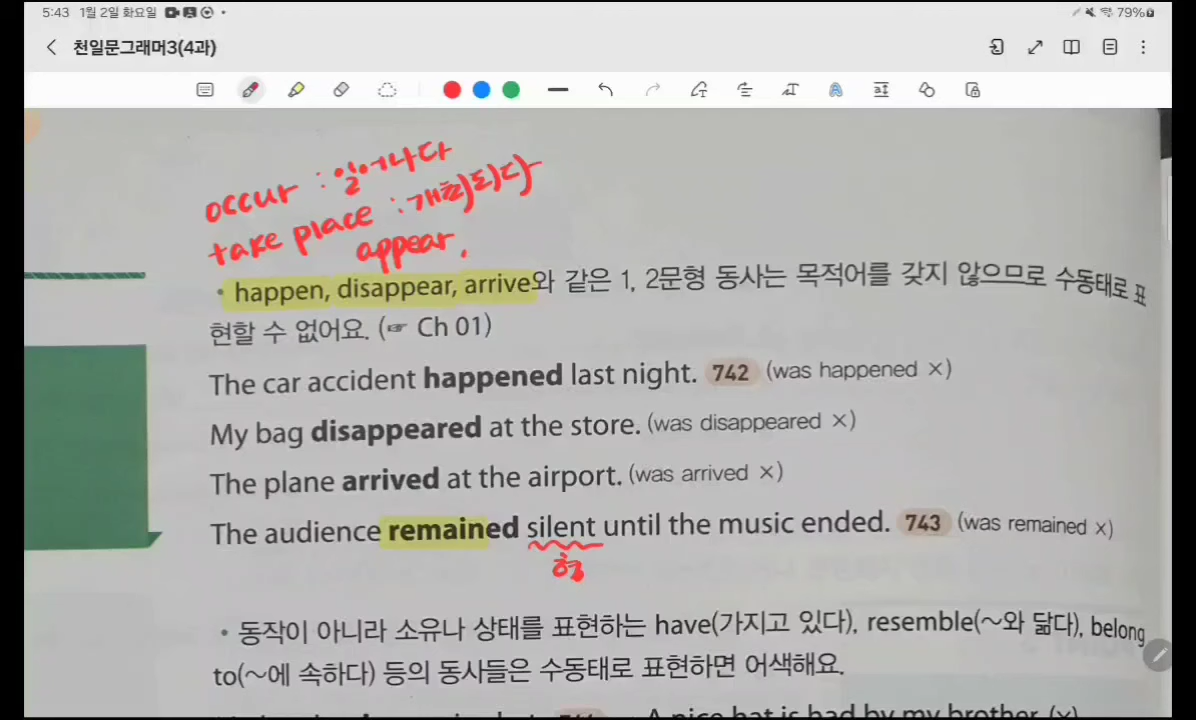 5:43 1월 2일 화요일
79%
천일문그래머3(4과)
occur : 일어나다
take place : 개최되다
appear.
• happen, disappear, arrive와 같은 1, 2문형 동사는 목적어를 갖지 않으므로 수동태로 표
현할 수 없어요. (☞ Ch 01)
The car accident happened last night. 742 (was happened ×)
My bag disappeared at the store. (was disappeared ×)
The plane arrived at the airport. (was arrived ×)
The audience remained silent until the music ended. 743 (was remained ×)
형
• 동작이 아니라 소유나 상태를 표현하는 have(가지고 있다), resemble(~와 닮다), belong
to(~에 속하다) 등의 동사들은 수동태로 표현하면 어색해요.
A nice hat is had by my brother. (×)